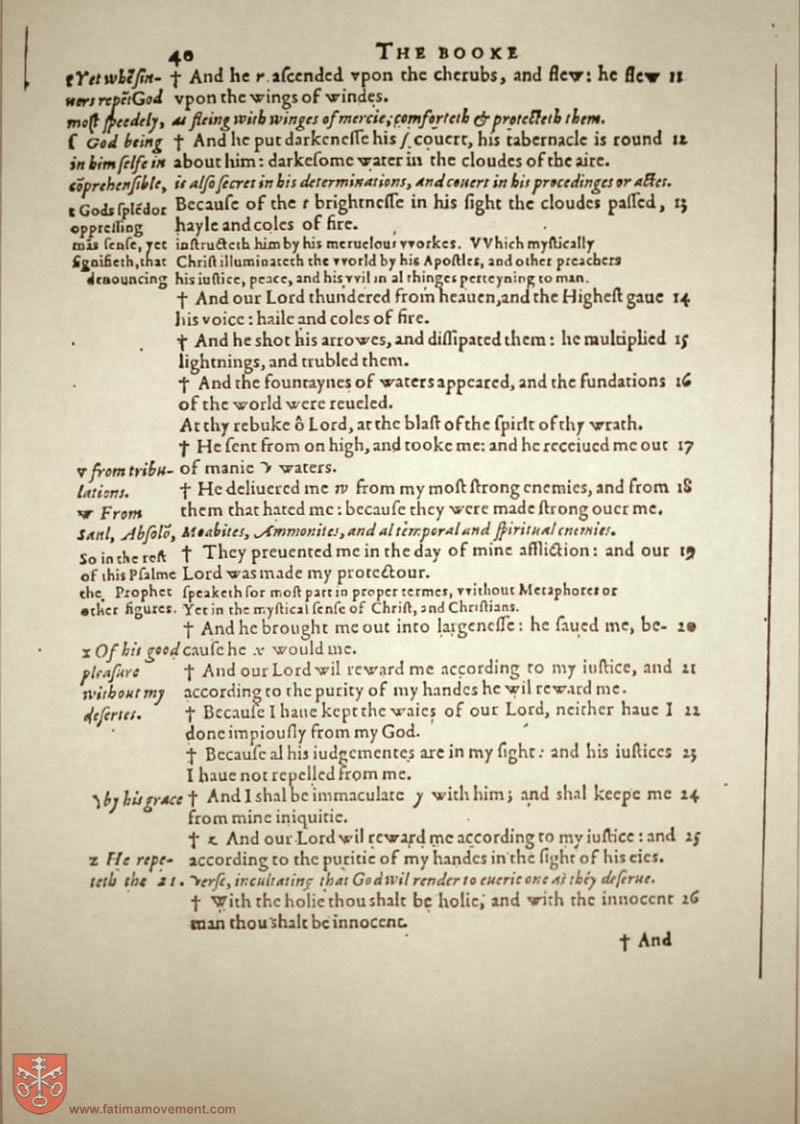 40 THE BOOKE
r Yet whẽ sin- † And he r ascended vpon the cherubs, and flew: he flew 11
ners repẽt God vpon the wings of windes.
most speedely, as fleing with winges of mercie, comforteth & protecteth them.
ſ God being † And he put darkenesse his ſ couert, his tabernacle is round 12
in him selfe in about him: darkesome water in the cloudes of the aire.
cõprehensible, is also secret in his determinations, and couert in his procedinges or actes.
t Gods splẽdor Because of the t brightnesse in his sight the cloudes passed, 13
oppressing hayle and coles of fire.
mãs sense, yet instructeth him by his meruelous vvorkes. VVhich mystically
signifieth, that Christ illuminateth the vvorld by his Apostles, and other preachers
denouncing his iustice, peace, and his vvil in al thinges perteyning to man.
† And our Lord thundered from heauen, and the Highest gaue 14
his voice: haile and coles of fire.
† And he shot his arrowes, and dissipated them: he multiplied 15
lightnings, and trubled them.
† And the fountaynes of waters appeared, and the fundations 16
of the world were reueled.
At thy rebuke ô Lord, at the blast of the spirit of thy wrath.
† He sent from on high, and tooke me: and he receiued me out 17
v from tribu- of manie v waters.
lations. † He deliuered me w from my most strong enemies, and from 18
w From them that hated me: because they were made strong ouer me.
Saul, Absolõ, Moabites, Ammonites, and al temporal and spiritual enemies.
So in the rest † They preuented me in the day of mine affliction: and our 19
of this Psalme Lord was made my protectour.
the Prophet speaketh for most part in proper termes, vvithout Metaphores or
other figures. Yet in the mystical sense of Christ, and Christians.
† And he brought me out into largenesse: he saued me, be- 20
x Of his good cause he x would me.
pleasure † And our Lord wil reward me according to my iustice, and 21
without my according to the purity of my handes he wil reward me.
desertes. † Because I haue kept the waies of our Lord, neither haue I 22
done impiously from my God.
† Because al his iudgementes are in my sight: and his iustices 23
I haue not repelled from me.
y by his grace † And I shal be immaculate y with him; and shal keepe me 24
from mine iniquitie.
† z And our Lord wil reward me according to my iustice: and 25
z He repe- according to the puritie of my handes in the sight of his eies.
teth the 21. verse, inculcating that God wil render to euerie one as they deserue.
† With the holie thou shalt be holie, and with the innocent 26
man thou shalt be innocent.
† And
www.fatimamovement.com